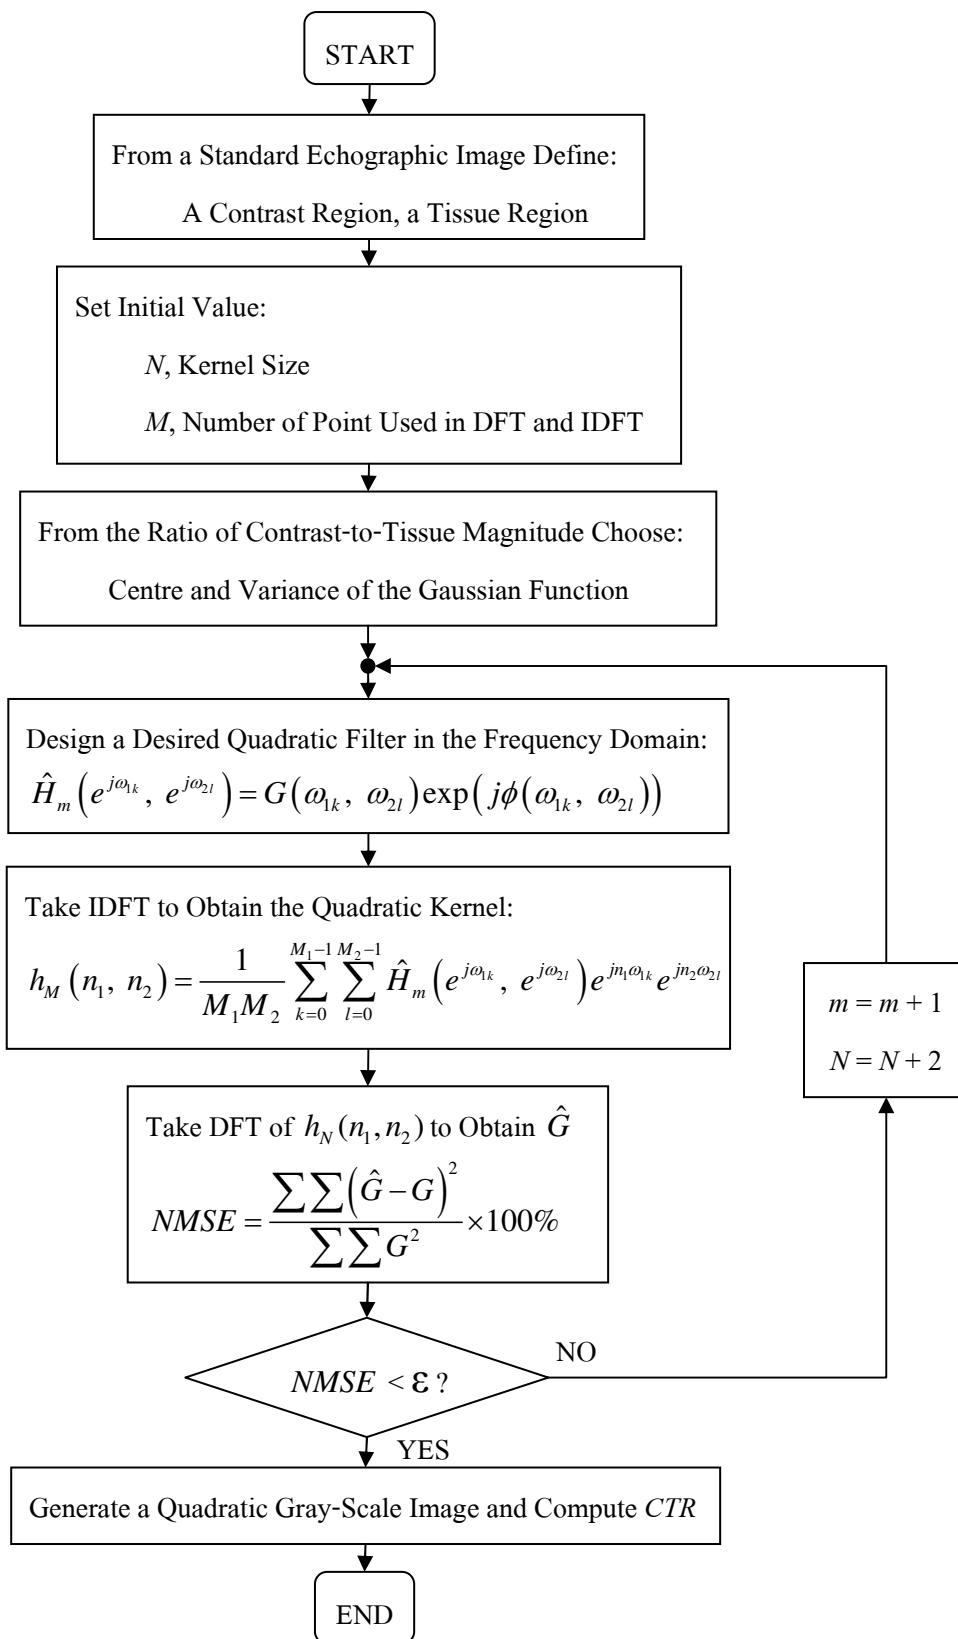 START
From a Standard Echographic Image Define:
A Contrast Region, a Tissue Region
Set Initial Value:
N, Kernel Size
M, Number of Point Used in DFT and IDFT
From the Ratio of Contrast-to-Tissue Magnitude Choose:
Centre and Variance of the Gaussian Function
Design a Desired Quadratic Filter in the Frequency Domain:
Ĥ_m(e^{jω_{1k}}, e^{jω_{2l}}) = G(ω_{1k}, ω_{2l})exp(jϕ(ω_{1k}, ω_{2l}))
Take IDFT to Obtain the Quadratic Kernel:
h_M(n_1, n_2) = \frac{1}{M_1M_2} \sum_{k=0}^{M_1-1} \sum_{l=0}^{M_2-1} Ĥ_m(e^{jω_{1k}}, e^{jω_{2l}})e^{jn_1ω_{1k}}e^{jn_2ω_{2l}}
m = m + 1
N = N + 2
Take DFT of h_N(n_1,n_2) to Obtain Ĝ
NMSE = \frac{∑∑(Ĝ−G)^2}{∑∑G^2}×100%
NMSE < ε ?
NO
YES
Generate a Quadratic Gray-Scale Image and Compute CTR
END